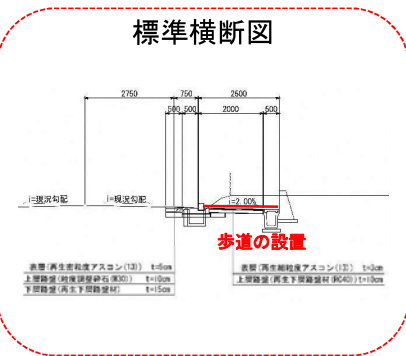 標準横断図
2750 750 2500
500 500 2000 500
i=現況勾配 i=現況勾配 i=2.00%
歩道の設置
表層(再生密粒度アスコン(13)) t=5cm
上層路盤(粒度調整砕石(M30)) t=10cm
下層路盤(再生下層路盤材) t=15cm
表層(再生細粒度アスコン(13)) t=3cm
上層路盤(再生下層路盤材(RC40)) t=10cm